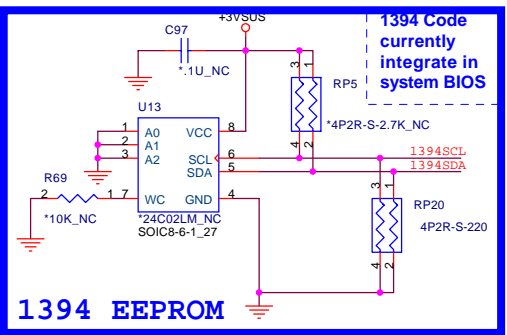 +3VSUS
C97
*.1U_NC
1394 Code
currently
integrate in
system BIOS
3 1
RP5
*4P2R-S-2.7K_NC
4 2
U13
1 A0 VCC 8
2 A1
3 A2
SCL 6 1394SCL
SDA 5 1394SDA
R69
2 1 7 WC GND 4
*10K_NC
*24C02LM_NC
SOIC8-6-1_27
3 1
RP20
4P2R-S-220
4 2
1394 EEPROM